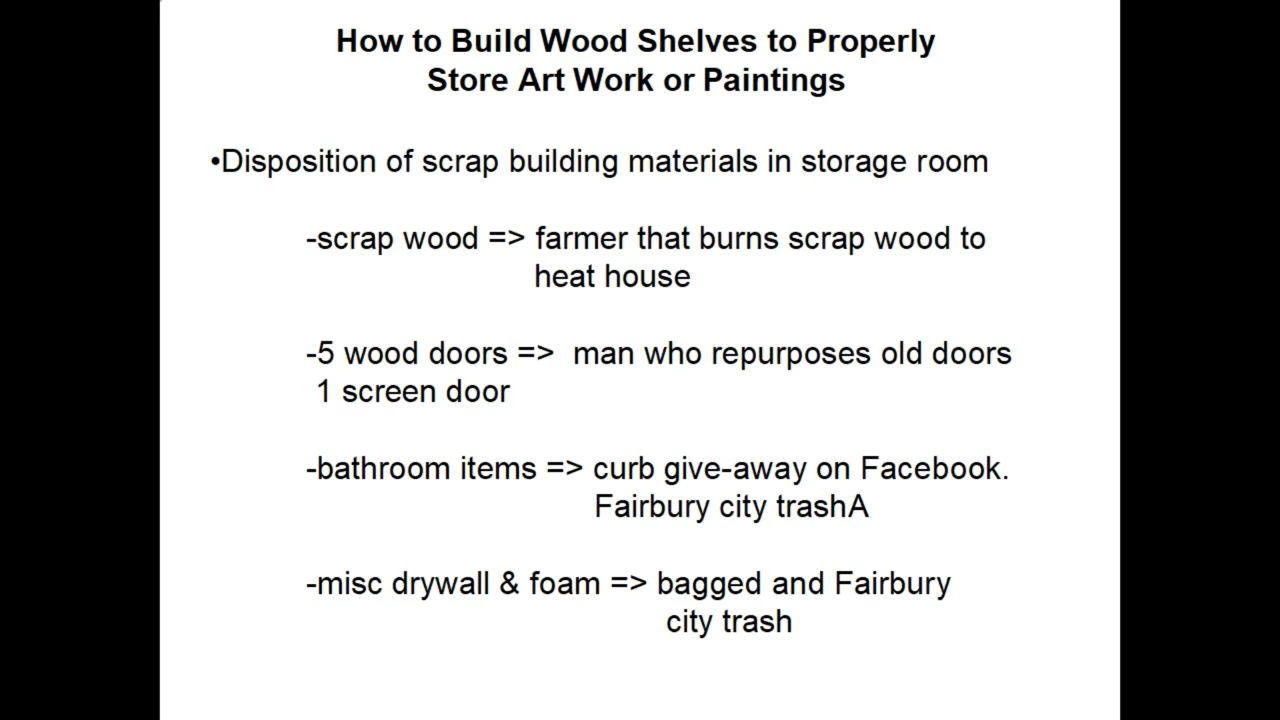 How to Build Wood Shelves to Properly
Store Art Work or Paintings
•Disposition of scrap building materials in storage room
-scrap wood => farmer that burns scrap wood to
heat house
-5 wood doors => man who repurposes old doors
1 screen door
-bathroom items => curb give-away on Facebook.
Fairbury city trashA
-misc drywall & foam => bagged and Fairbury
city trash